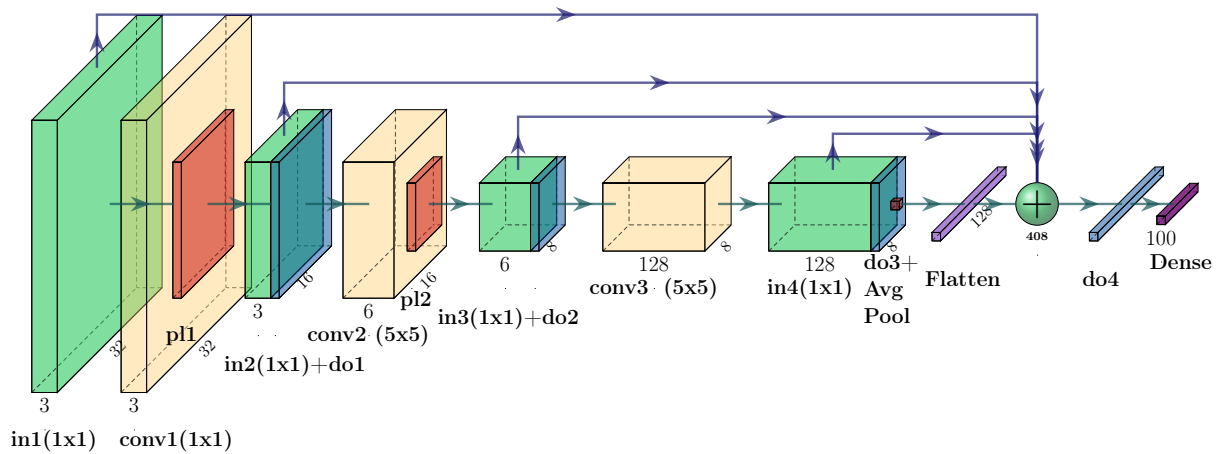 32
3
in1(1x1)
32
3
conv1(1x1)
pl1
16
3
in2(1x1)+do1
16
6
conv2 (5x5)
pl2
8
6
in3(1x1)+do2
8
128
conv3 (5x5)
8
128
in4(1x1)
do3+
Avg
Pool
128
Flatten
408
do4
100
Dense